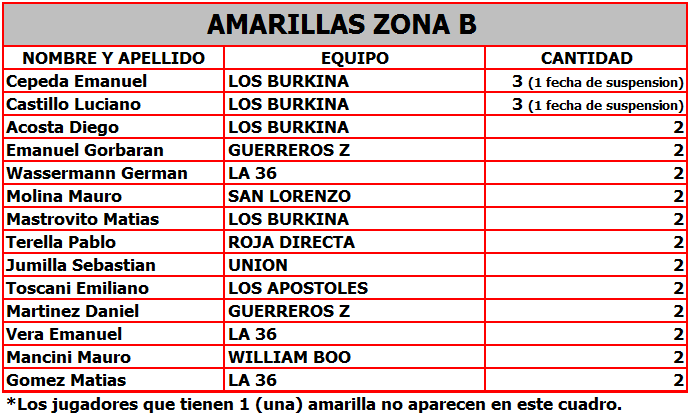 AMARILLAS ZONA B
NOMBRE Y APELLIDO EQUIPO CANTIDAD
Cepeda Emanuel LOS BURKINA 3 (1 fecha de suspension)
Castillo Luciano LOS BURKINA 3 (1 fecha de suspension)
Acosta Diego LOS BURKINA 2
Emanuel Gorbaran GUERREROS Z 2
Wassermann German LA 36 2
Molina Mauro SAN LORENZO 2
Mastrovito Matias LOS BURKINA 2
Terella Pablo ROJA DIRECTA 2
Jumilla Sebastian UNION 2
Toscani Emiliano LOS APOSTOLES 2
Martinez Daniel GUERREROS Z 2
Vera Emanuel LA 36 2
Mancini Mauro WILLIAM BOO 2
Gomez Matias LA 36 2
*Los jugadores que tienen 1 (una) amarilla no aparecen en este cuadro.